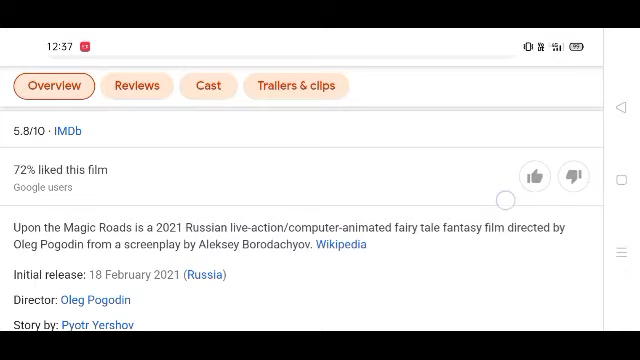 12:37
Overview Reviews Cast Trailers & clips
5.8/10 · IMDb
72% liked this film
Google users
Upon the Magic Roads is a 2021 Russian live-action/computer-animated fairy tale fantasy film directed by
Oleg Pogodin from a screenplay by Aleksey Borodachyov. Wikipedia
Initial release: 18 February 2021 (Russia)
Director: Oleg Pogodin
Story by: Pyotr Yershov